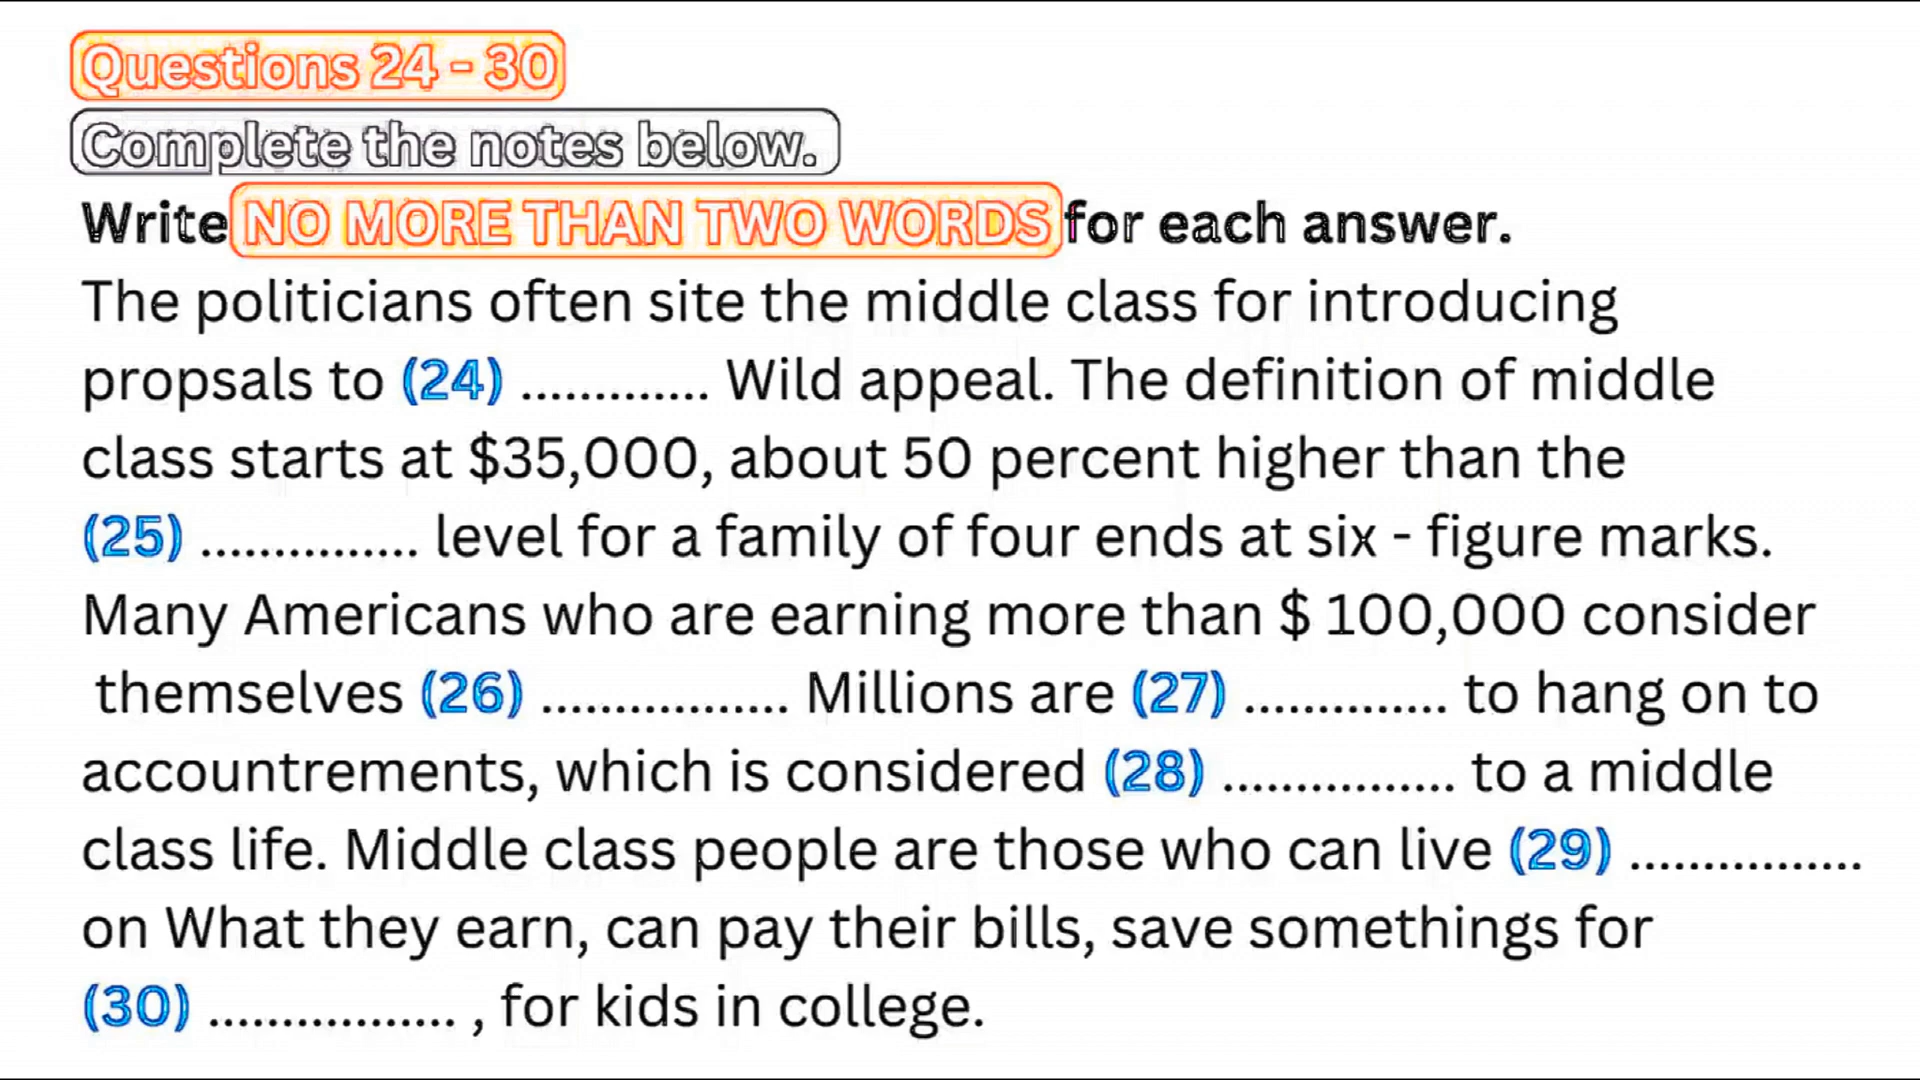 Questions 24 - 30
Complete the notes below.
Write NO MORE THAN TWO WORDS for each answer.
The politicians often site the middle class for introducing
propsals to (24) ............. Wild appeal. The definition of middle
class starts at $35,000, about 50 percent higher than the
(25) ............... level for a family of four ends at six - figure marks.
Many Americans who are earning more than $ 100,000 consider
themselves (26) ................. Millions are (27) .............. to hang on to
accountrements, which is considered (28) ................ to a middle
class life. Middle class people are those who can live (29) ................
on What they earn, can pay their bills, save somethings for
(30) ................. , for kids in college.